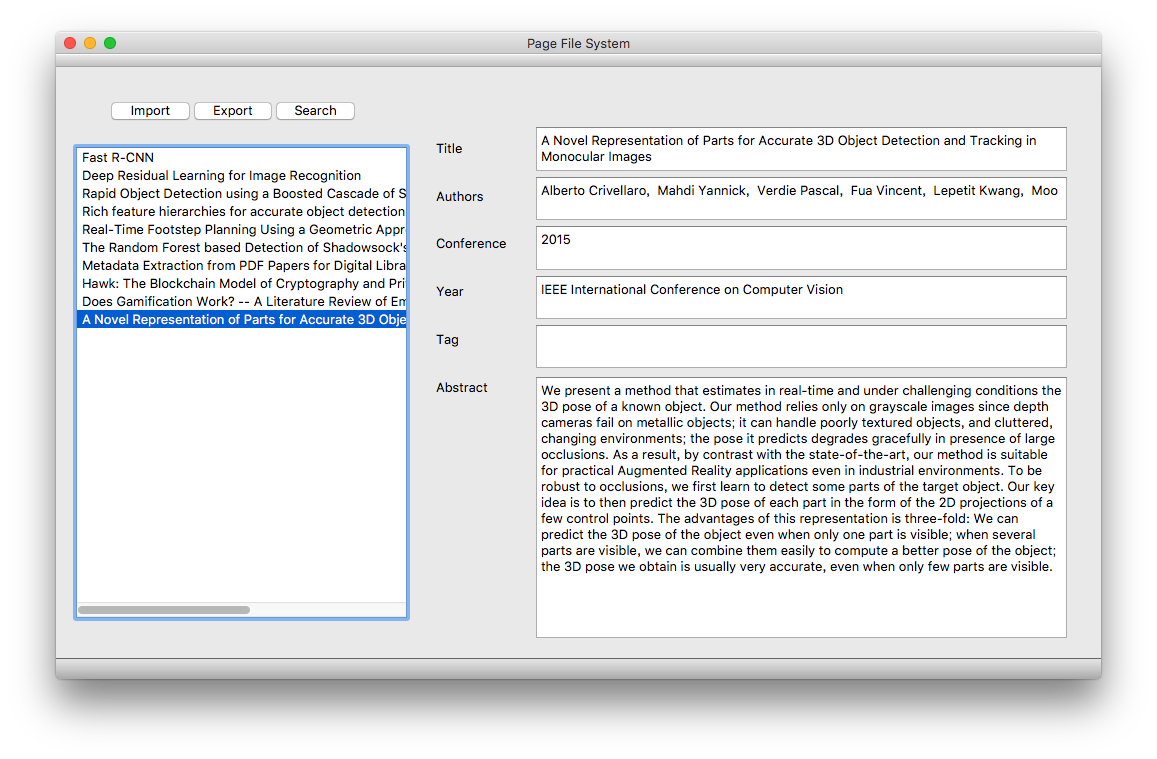 Page File System
Import Export Search
Fast R-CNN
Deep Residual Learning for Image Recognition
Rapid Object Detection using a Boosted Cascade of S
Rich feature hierarchies for accurate object detection
Real-Time Footstep Planning Using a Geometric Appr
The Random Forest based Detection of Shadowsock's
Metadata Extraction from PDF Papers for Digital Libra
Hawk: The Blockchain Model of Cryptography and Pri
Does Gamification Work? -- A Literature Review of Em
A Novel Representation of Parts for Accurate 3D Obje
Title
A Novel Representation of Parts for Accurate 3D Object Detection and Tracking in
Monocular Images
Authors
Alberto Crivellaro,  Mahdi Yannick,  Verdie Pascal,  Fua Vincent,  Lepetit Kwang,  Moo
Conference
2015
Year
IEEE International Conference on Computer Vision
Tag
Abstract
We present a method that estimates in real-time and under challenging conditions the
3D pose of a known object. Our method relies only on grayscale images since depth
cameras fail on metallic objects; it can handle poorly textured objects, and cluttered,
changing environments; the pose it predicts degrades gracefully in presence of large
occlusions. As a result, by contrast with the state-of-the-art, our method is suitable
for practical Augmented Reality applications even in industrial environments. To be
robust to occlusions, we first learn to detect some parts of the target object. Our key
idea is to then predict the 3D pose of each part in the form of the 2D projections of a
few control points. The advantages of this representation is three-fold: We can
predict the 3D pose of the object even when only one part is visible; when several
parts are visible, we can combine them easily to compute a better pose of the object;
the 3D pose we obtain is usually very accurate, even when only few parts are visible.